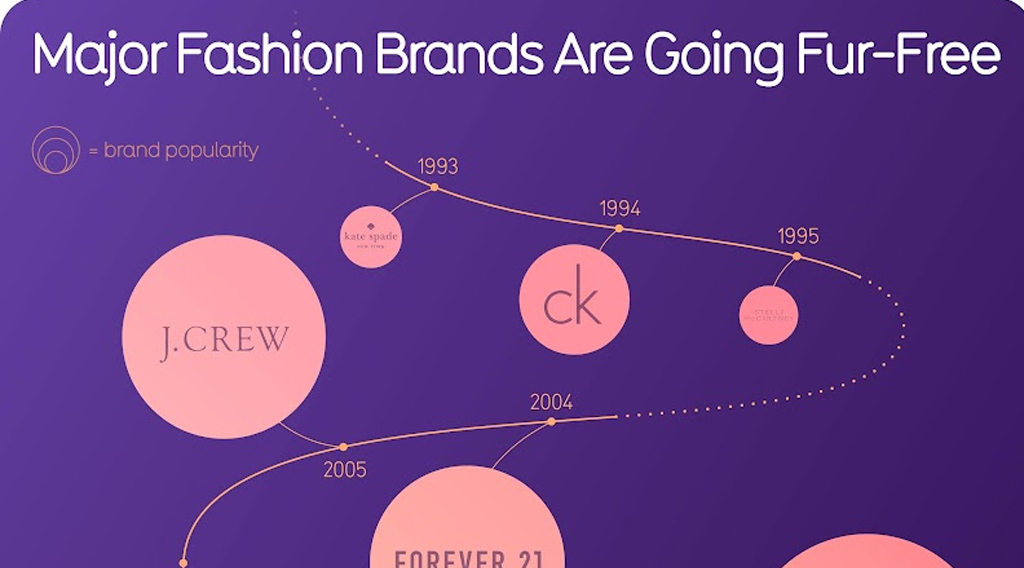 Major Fashion Brands Are Going Fur-Free
= brand popularity
1993
1994
1995
kate spade
NEW YORK
ck
STELLA
McCARTNEY
J.CREW
2004
2005
FOREVER 21